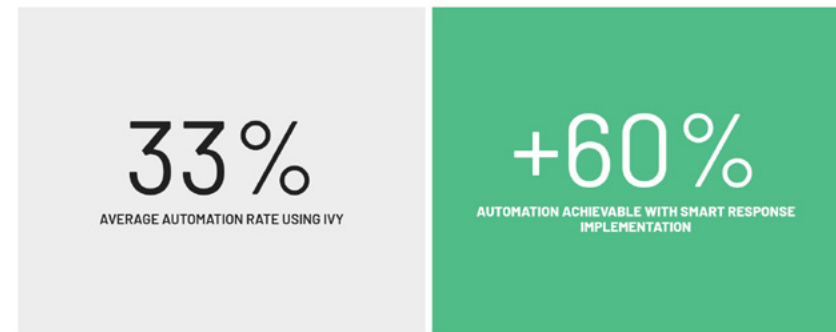 33%
AVERAGE AUTOMATION RATE USING IVY
+60%
AUTOMATION ACHIEVABLE WITH SMART RESPONSE
IMPLEMENTATION